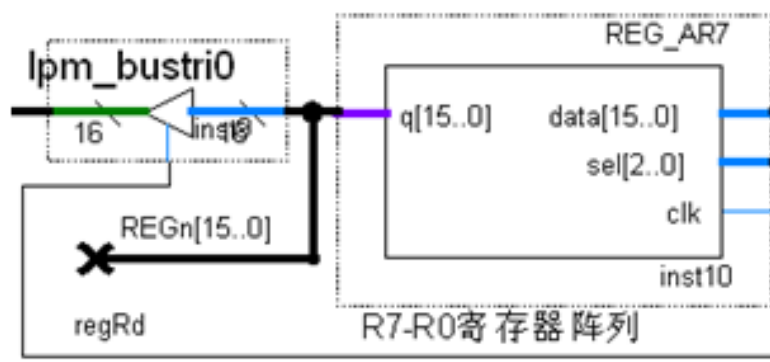 REG_AR7
lpm_bustri0
16
q[15..0]
data[15..0]
sel[2..0]
clk
REGn[15..0]
inst10
regRd
R7-R0寄存器阵列